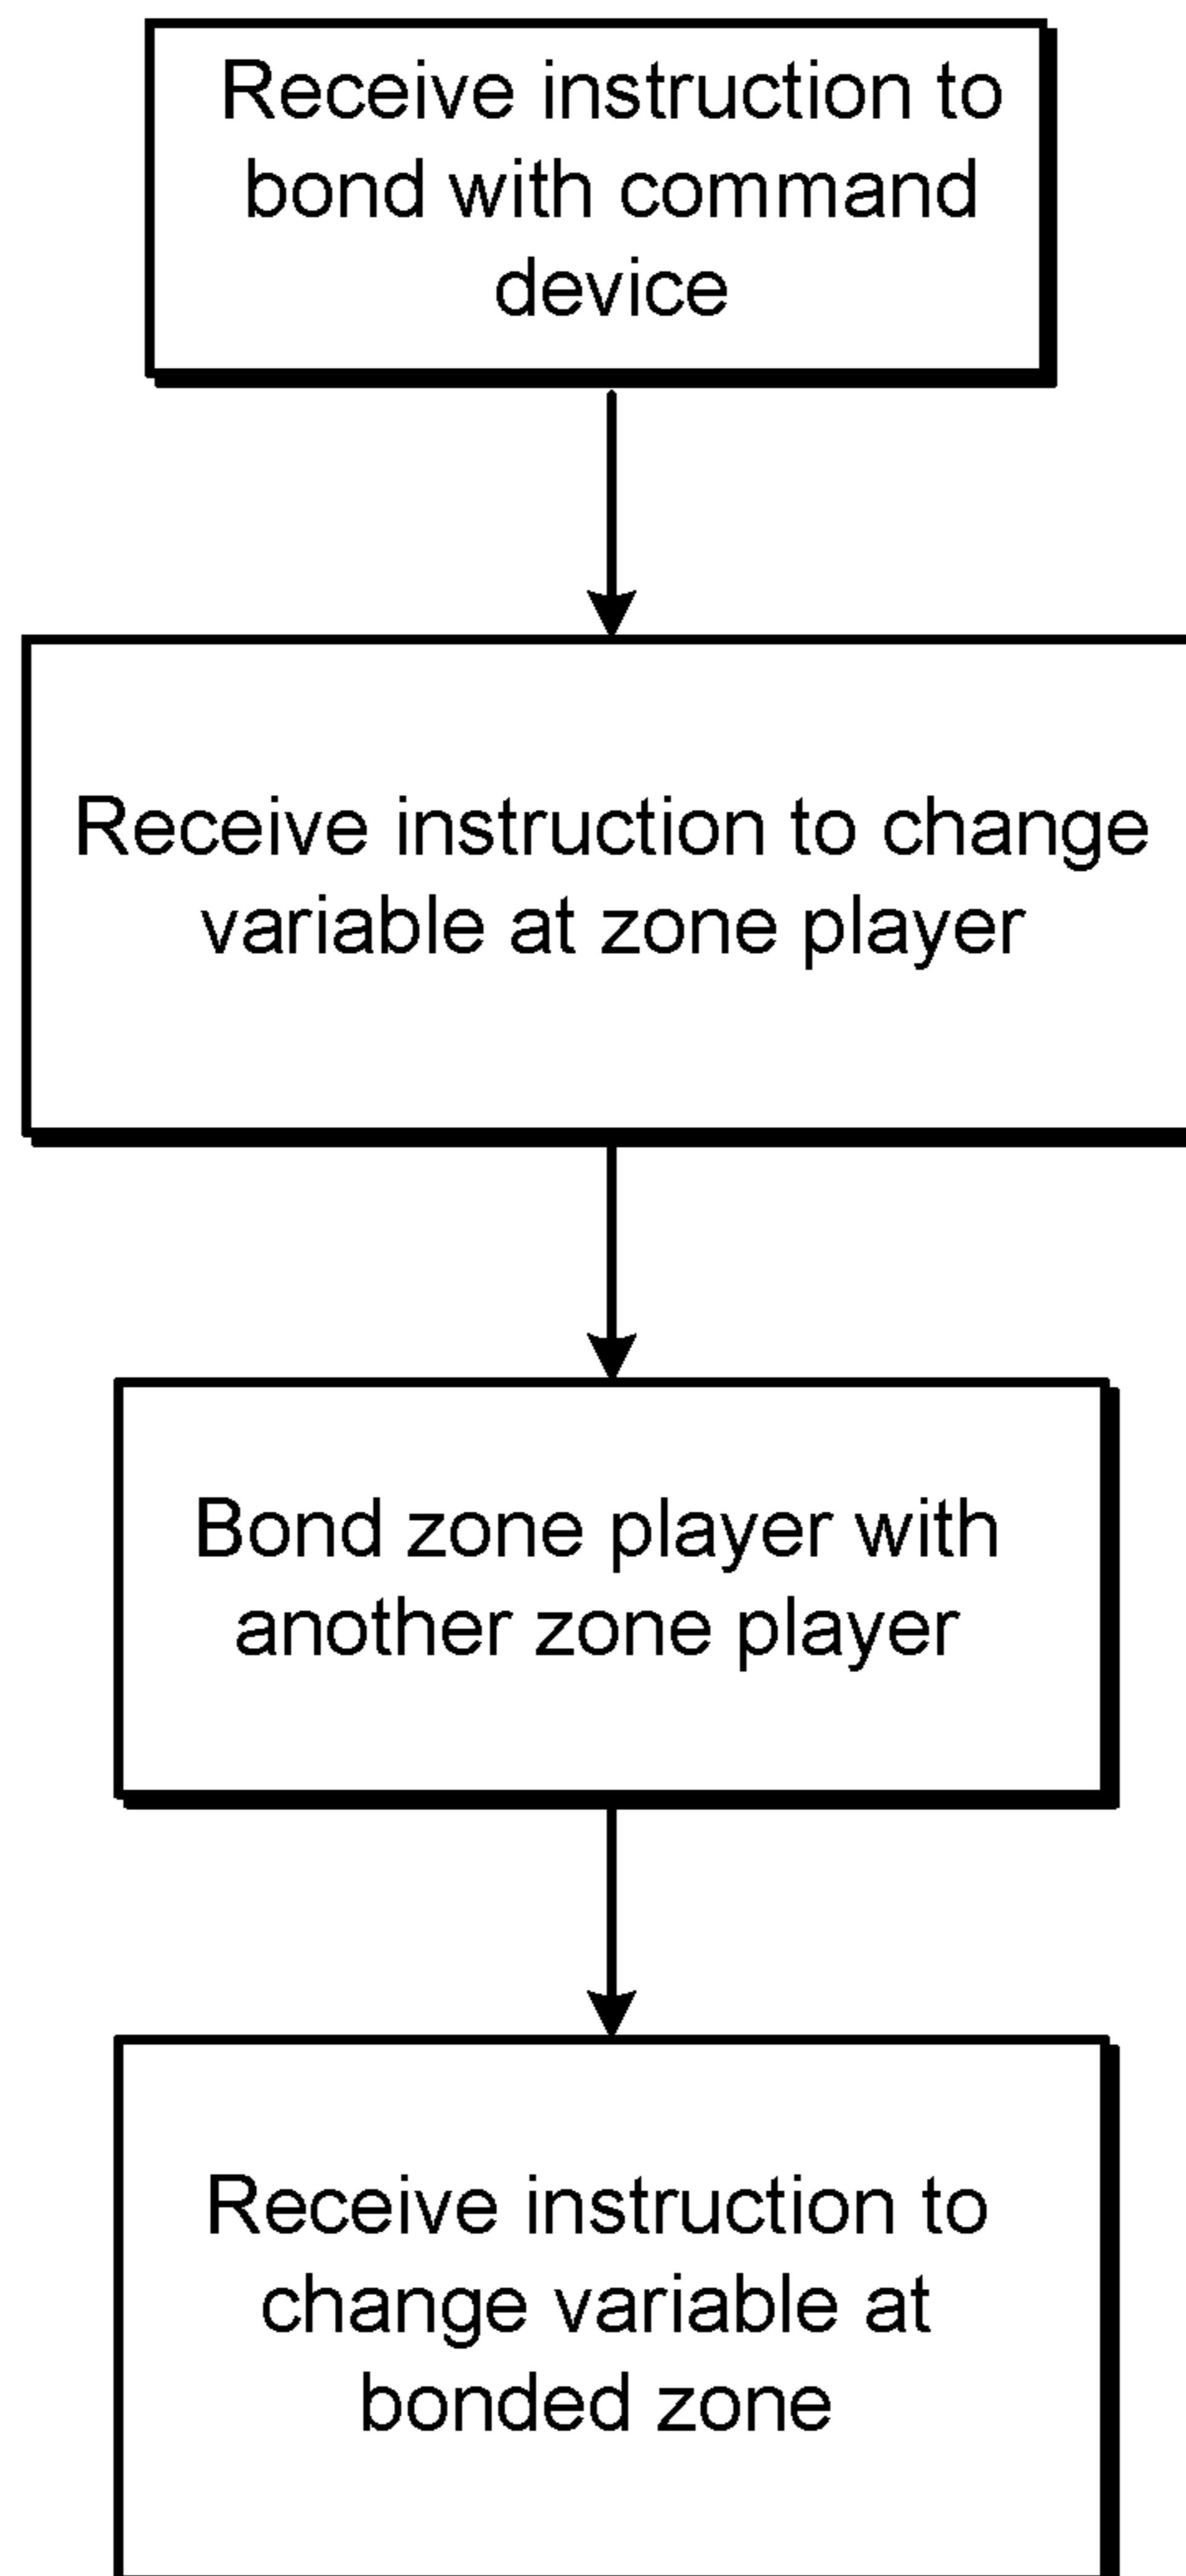 Receive instruction to
bond with command
device
Receive instruction to change
variable at zone player
Bond zone player with
another zone player
Receive instruction to
change variable at
bonded zone